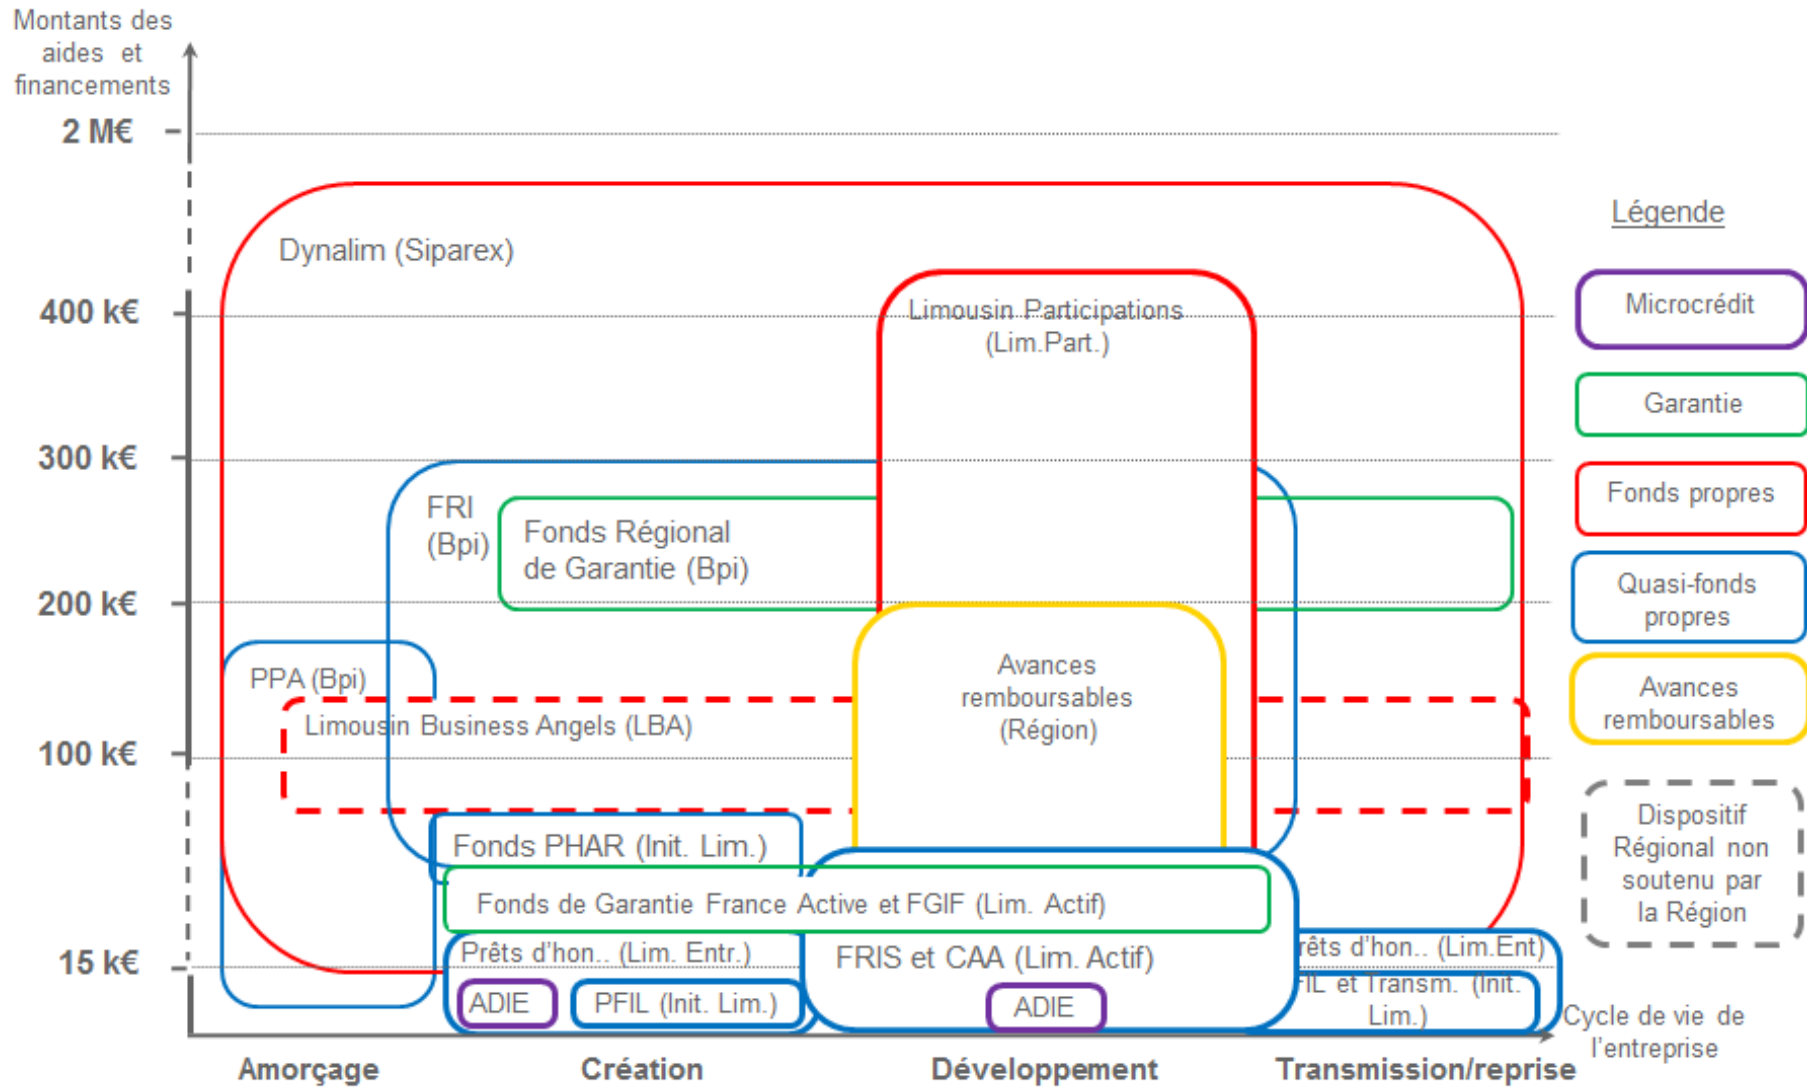 Montants des
aides et
financements
2 M€
400 k€
300 k€
200 k€
100 k€
15 k€
Dynalim (Siparex)
Limousin Participations
(Lim.Part.)
FRI
(Bpi)
Fonds Régional
de Garantie (Bpi)
PPA (Bpi)
Limousin Business Angels (LBA)
Avances
remboursables
(Région)
Fonds PHAR (Init. Lim.)
Fonds de Garantie France Active et FGIF (Lim. Actif)
Prêts d'hon.. (Lim. Entr.)
ADIE
PFIL (Init. Lim.)
FRIS et CAA (Lim. Actif)
ADIE
rêts d'hon.. (Lim.Ent)
FIL et Transm. (Init.
Lim.)
Amorçage
Création
Développement
Transmission/reprise
Cycle de vie de
l'entreprise
Légende
Microcrédit
Garantie
Fonds propres
Quasi-fonds
propres
Avances
remboursables
Dispositif
Régional non
soutenu par
la Région